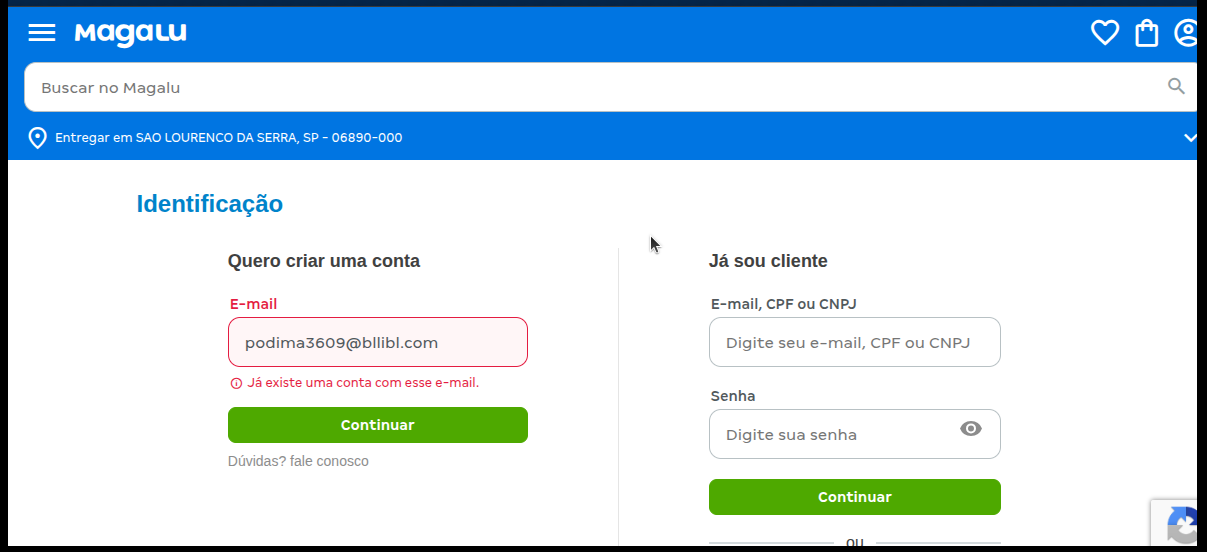 Magalu
Buscar no Magalu
Entregar em SAO LOURENCO DA SERRA, SP - 06890-000
Identificação
Quero criar uma conta
E-mail
podima3609@bllibl.com
Já existe uma conta com esse e-mail.
Continuar
Dúvidas? fale conosco
Já sou cliente
E-mail, CPF ou CNPJ
Digite seu e-mail, CPF ou CNPJ
Senha
Digite sua senha
Continuar
ou